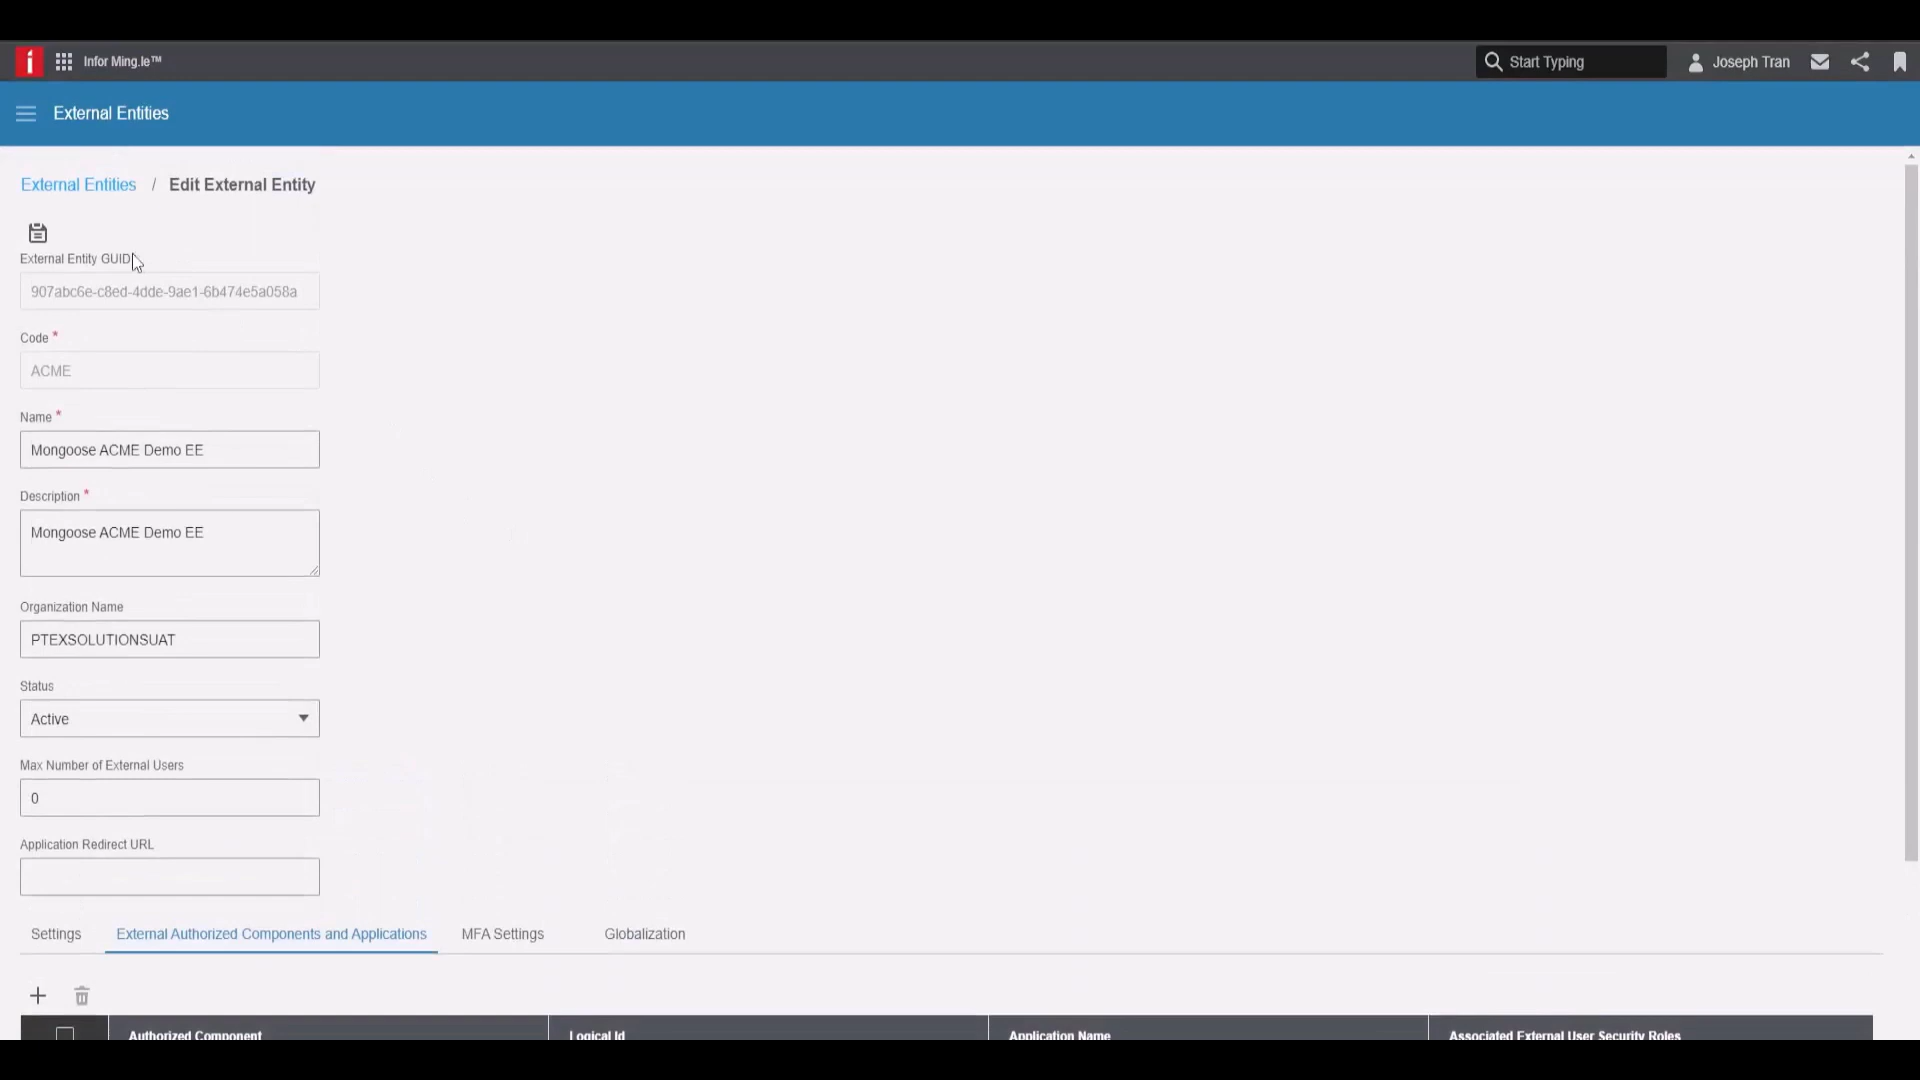 i
Infor Ming.le™
Start Typing
Joseph Tran
External Entities
External Entities / Edit External Entity
External Entity GUID
907abc6e-c8ed-4dde-9ae1-6b474e5a058a
Code *
ACME
Name *
Mongoose ACME Demo EE
Description *
Mongoose ACME Demo EE
Organization Name
PTEXSOLUTIONSUAT
Status
Active
Max Number of External Users
0
Application Redirect URL
Settings External Authorized Components and Applications MFA Settings Globalization
Authorized Component Logical Id Application Name Associated External User Security Roles